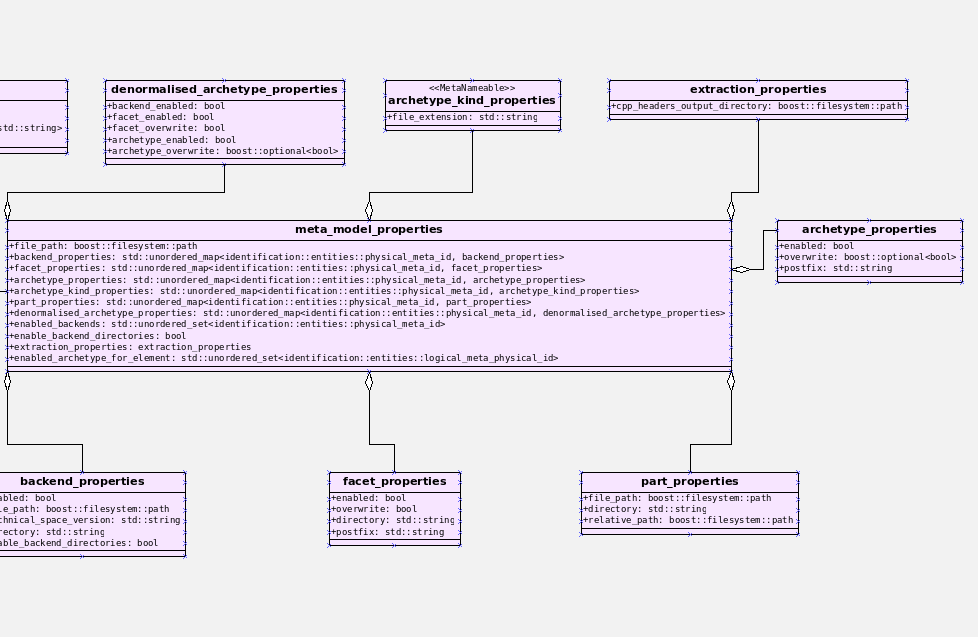 std::string>
denormalised_archetype_properties
+backend_enabled: bool
+facet_enabled: bool
+facet_overwrite: bool
+archetype_enabled: bool
+archetype_overwrite: boost::optional<bool>
<<MetaNameable>>
archetype_kind_properties
+file_extension: std::string
extraction_properties
+cpp_headers_output_directory: boost::filesystem::path
meta_model_properties
+file_path: boost::filesystem::path
+backend_properties: std::unordered_map<identification::entities::physical_meta_id, backend_properties>
+facet_properties: std::unordered_map<identification::entities::physical_meta_id, facet_properties>
+archetype_properties: std::unordered_map<identification::entities::physical_meta_id, archetype_properties>
+archetype_kind_properties: std::unordered_map<identification::entities::physical_meta_id, archetype_kind_properties>
+part_properties: std::unordered_map<identification::entities::physical_meta_id, part_properties>
+denormalised_archetype_properties: std::unordered_map<identification::entities::physical_meta_id, denormalised_archetype_properties>
+enabled_backends: std::unordered_set<identification::entities::physical_meta_id>
+enable_backend_directories: bool
+extraction_properties: extraction_properties
+enabled_archetype_for_element: std::unordered_set<identification::entities::logical_meta_physical_id>
archetype_properties
+enabled: bool
+overwrite: boost::optional<bool>
+postfix: std::string
backend_properties
abled: bool
le_path: boost::filesystem::path
chnical_space_version: std::string
rectory: std::string
able_backend_directories: bool
facet_properties
+enabled: bool
+overwrite: bool
+directory: std::string
+postfix: std::string
part_properties
+file_path: boost::filesystem::path
+directory: std::string
+relative_path: boost::filesystem::path